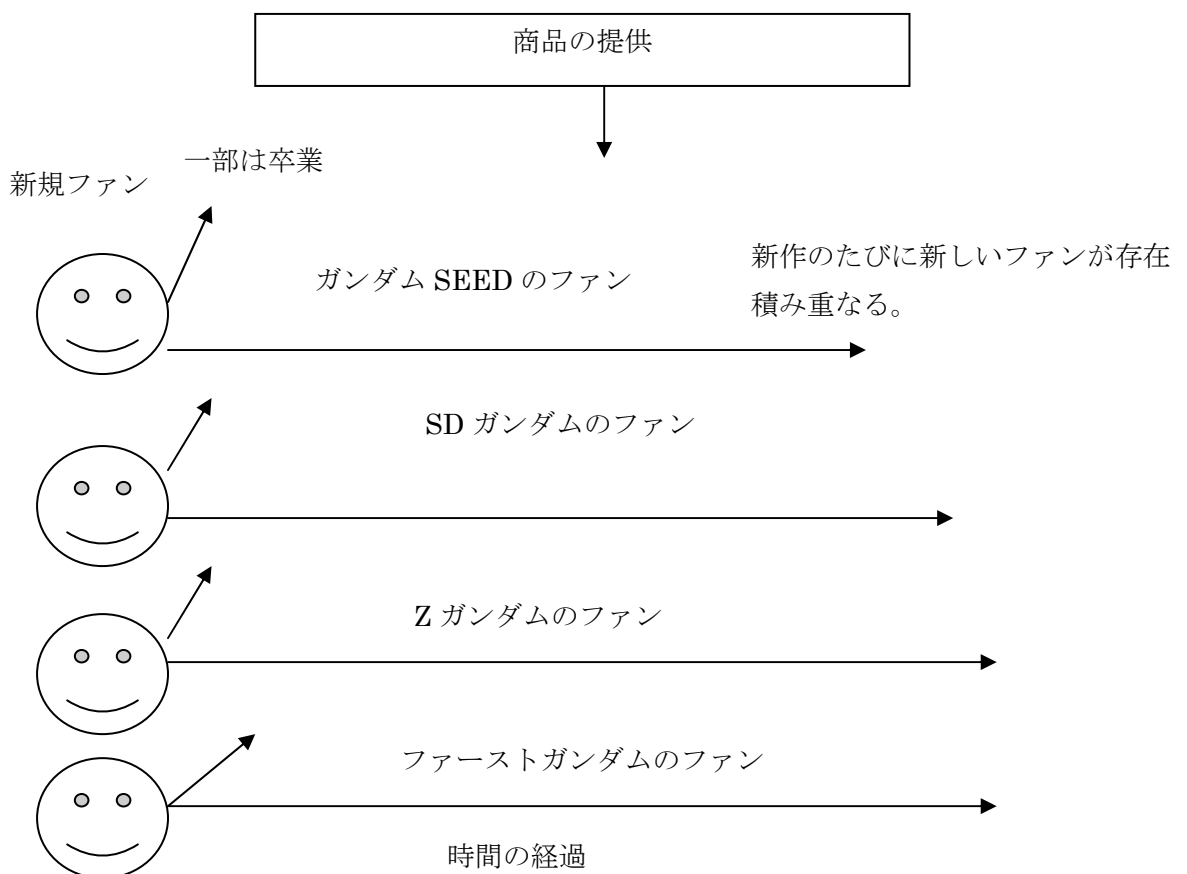 商品の提供
一部は卒業
新規ファン
ガンダム SEED のファン
新作のたびに新しいファンが存在
積み重なる。
SD ガンダムのファン
Z ガンダムのファン
ファーストガンダムのファン
時間の経過